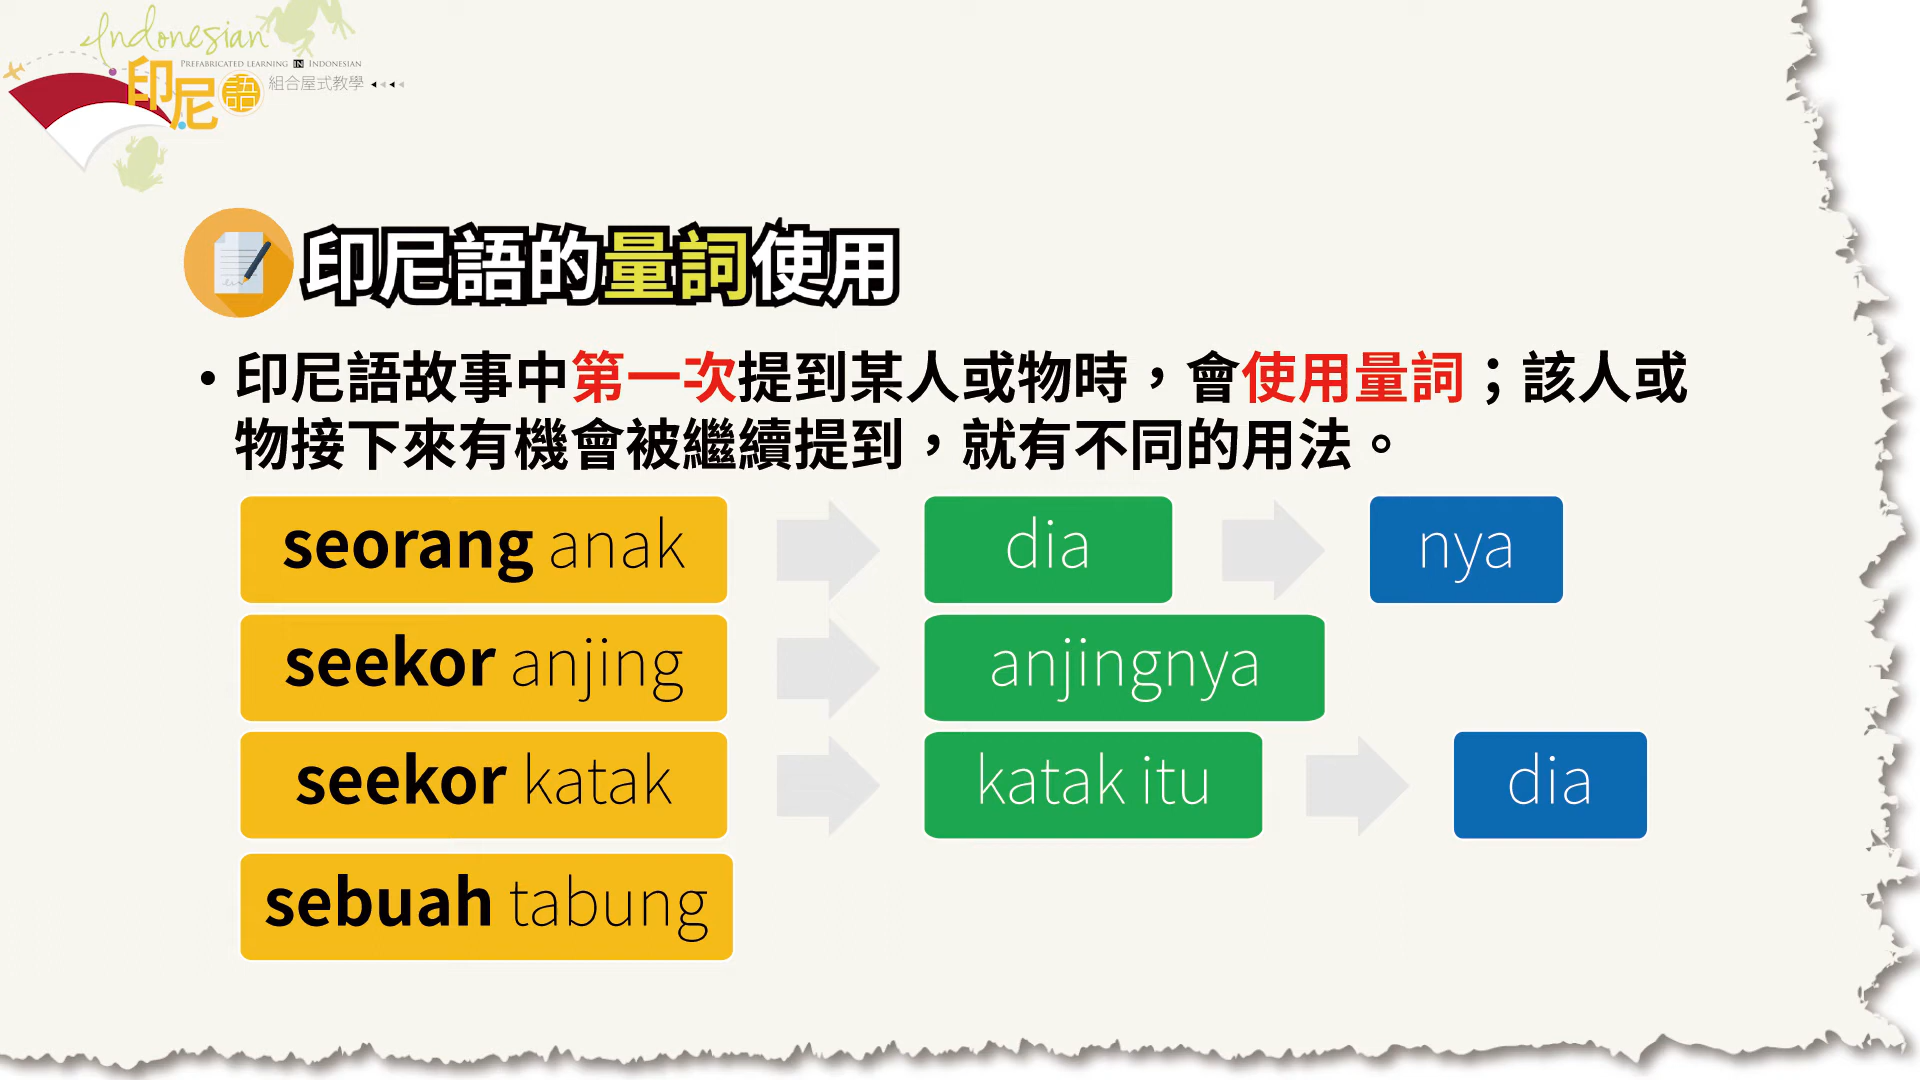 Indonesian
PREFABRICATED LEARNING IN INDONESIAN
印尼語 組合屋式教學
印尼語的量詞使用
• 印尼語故事中第一次提到某人或物時，會使用量詞；該人或
物接下來有機會被繼續提到，就有不同的用法。
seorang anak dia nya
seekor anjing anjingnya
seekor katak katak itu dia
sebuah tabung